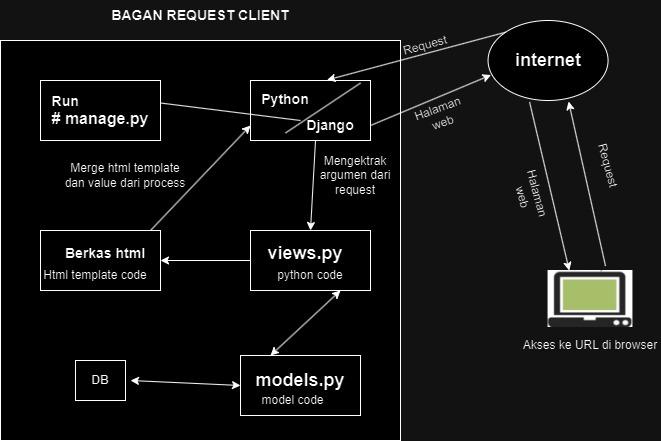 BAGAN REQUEST CLIENT
Request
internet
Run
# manage.py
Python
Django
Halaman
web
Merge html template
dan value dari process
Mengektrak
argumen dari
request
Halaman
web
Request
Berkas html
Html template code
views.py
python code
Akses ke URL di browser
DB
models.py
model code